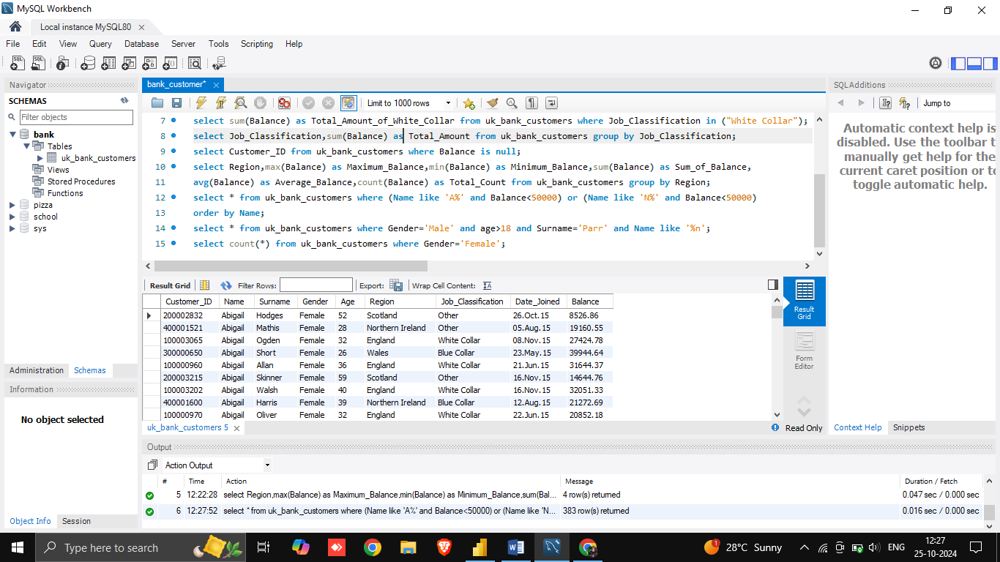 MySQL Workbench
Local instance MySQL80
File Edit View Query Database Server Tools Scripting Help
Navigator
SCHEMAS
Filter objects
bank
Tables
uk_bank_customers
Views
Stored Procedures
Functions
pizza
school
sys
Administration Schemas
Information
No object selected
Object Info Session
bank_customer*
Limit to 1000 rows
7 select sum(Balance) as Total_Amount_of_White_Collar from uk_bank_customers where Job_Classification in ("White Collar");
8 select Job_Classification,sum(Balance) as Total_Amount from uk_bank_customers group by Job_Classification;
9 select Customer_ID from uk_bank_customers where Balance is null;
10 select Region,max(Balance) as Maximum_Balance,min(Balance) as Minimum_Balance,sum(Balance) as Sum_of_Balance,
11 avg(Balance) as Average_Balance,count(Balance) as Total_Count from uk_bank_customers group by Region;
12 select * from uk_bank_customers where (Name like 'A%' and Balance<50000) or (Name like 'N%' and Balance<50000)
13 order by Name;
14 select * from uk_bank_customers where Gender='Male' and age>18 and Surname='Parr' and Name like '%n';
15 select count(*) from uk_bank_customers where Gender='Female';
Result Grid Filter Rows: Export: Wrap Cell Content:
Customer_ID Name Surname Gender Age Region Job_Classification Date_Joined Balance
200002832 Abigail Hodges Female 52 Scotland Other 26.Oct.15 8526.86
400001521 Abigail Mathis Female 28 Northern Ireland Other 05.Aug.15 19160.55
100003065 Abigail Ogden Female 32 England White Collar 08.Nov.15 27424.78
300000650 Abigail Short Female 26 Wales Blue Collar 23.May.15 39944.64
100000960 Abigail Allan Female 36 England White Collar 21.Jun.15 31644.37
200003215 Abigail Skinner Female 59 Scotland Other 16.Nov.15 14644.76
100003202 Abigail Walsh Female 40 England White Collar 16.Nov.15 32051.33
400001600 Abigail Harris Female 39 Northern Ireland Blue Collar 12.Aug.15 21272.69
100000970 Abigail Oliver Female 32 England White Collar 22.Jun.15 20852.18
Result Grid
Form Editor
uk_bank_customers 5
Read Only
SQLAdditions
Jump to
Automatic context help is
disabled. Use the toolbar t
manually get help for the
current caret position or to
toggle automatic help.
Context Help Snippets
Output
Action Output
# Time Action Message Duration / Fetch
5 12:22:28 select Region,max(Balance) as Maximum_Balance,min(Balance) as Minimum_Balance,sum(Bal... 4 row(s) returned 0.047 sec / 0.000 sec
6 12:27:52 select * from uk_bank_customers where (Name like 'A%' and Balance<50000) or (Name like 'N... 383 row(s) returned 0.016 sec / 0.000 sec
Type here to search
28°C Sunny
ENG
12:27
25-10-2024